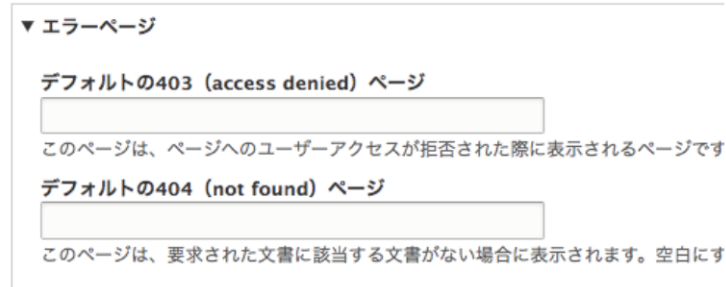 ▼ エラーページ
デフォルトの403（access denied）ページ
このページは、ページへのユーザーアクセスが拒否された際に表示されるページです
デフォルトの404（not found）ページ
このページは、要求された文書に該当する文書がない場合に表示されます。空白にす